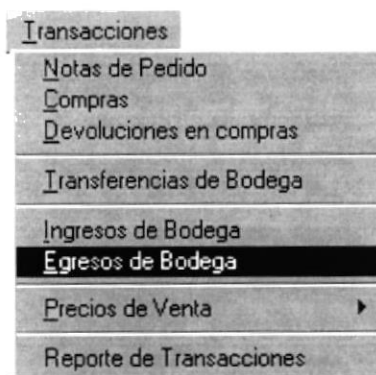 Transacciones
Notas de Pedido
Compras
Devoluciones en compras
Transferencias de Bodega
Ingresos de Bodega
Egresos de Bodega
Precios de Venta
Reporte de Transacciones